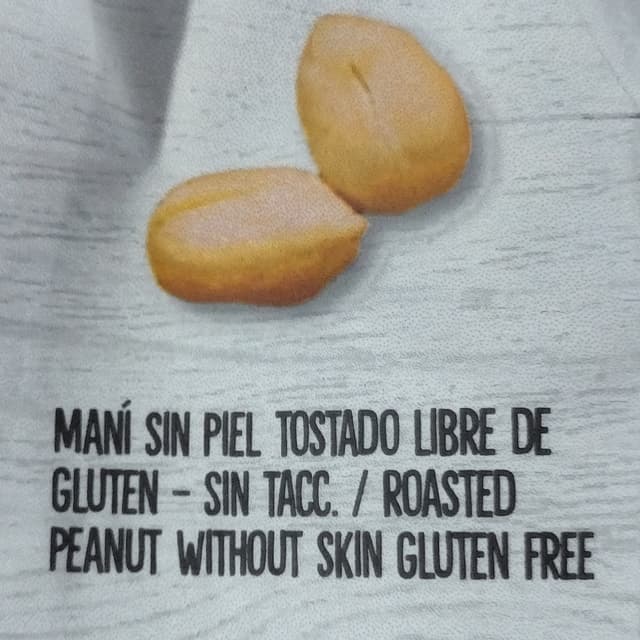 MANÍ SIN PIEL TOSTADO LIBRE DE
GLUTEN – SIN TACC. / ROASTED
PEANUT WITHOUT SKIN GLUTEN FREE